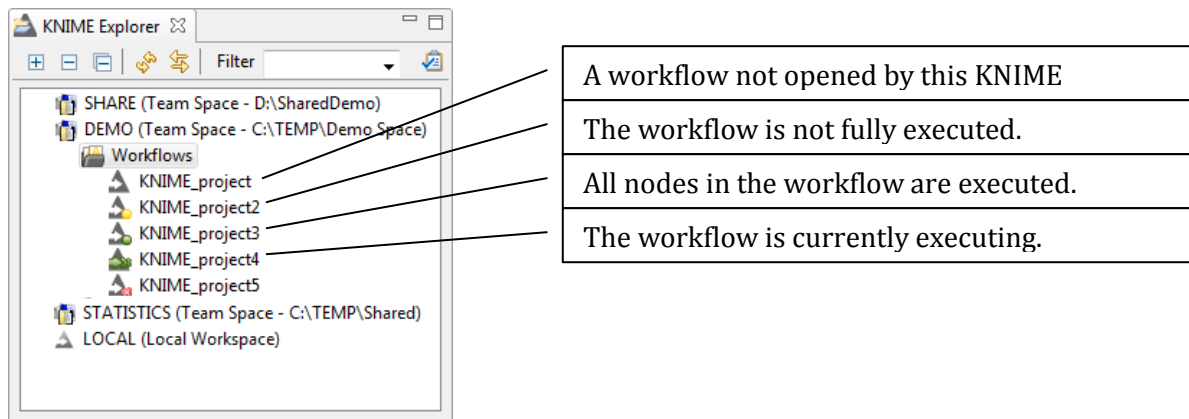 KNIME Explorer
Filter
SHARE (Team Space - D:\SharedDemo)
DEMO (Team Space - C:\TEMP\Demo Space)
Workflows
KNIME_project
KNIME_project2
KNIME_project3
KNIME_project4
KNIME_project5
STATISTICS (Team Space - C:\TEMP\Shared)
LOCAL (Local Workspace)
A workflow not opened by this KNIME
The workflow is not fully executed.
All nodes in the workflow are executed.
The workflow is currently executing.